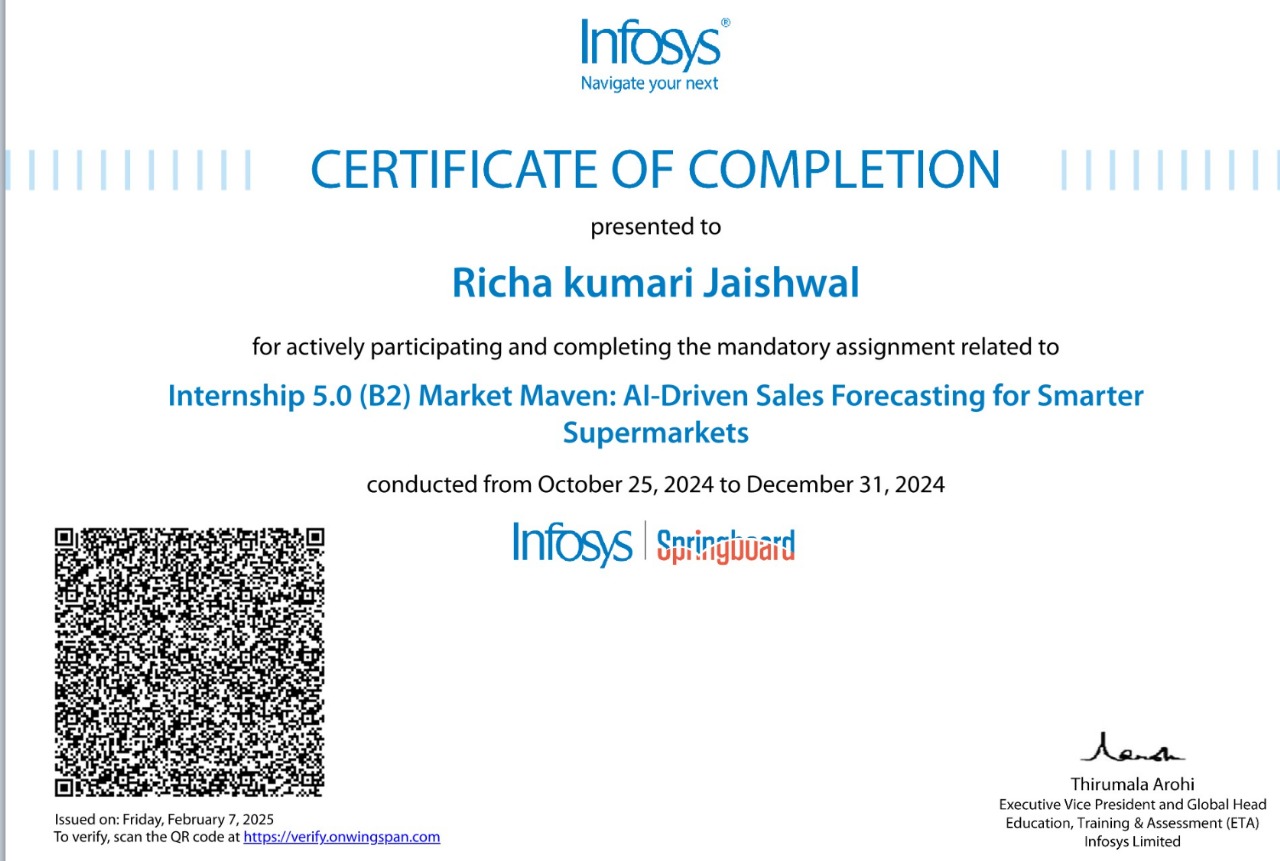 Infosys®
Navigate your next
CERTIFICATE OF COMPLETION
presented to
Richa kumari Jaishwal
for actively participating and completing the mandatory assignment related to
Internship 5.0 (B2) Market Maven: AI-Driven Sales Forecasting for Smarter
Supermarkets
conducted from October 25, 2024 to December 31, 2024
Infosys | Springboard
Issued on: Friday, February 7, 2025
To verify, scan the QR code at https://verify.onwingspan.com
Thirumala Arohi
Executive Vice President and Global Head
Education, Training & Assessment (ETA)
Infosys Limited